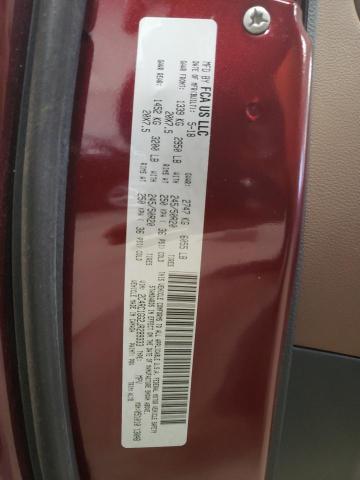 MFD BY FCA US LLC
DATE OF MFR/BUILT: 5-18 GVWR: 2747 KG 6055 LB
GAWR FRONT: 1339 KG 2950 LB WITH 245/50R20 TIRES
20X7.5 RIMS AT 250 KPA ( 36 PSI) COLD
GAWR REAR: 1452 KG 3200 LB WITH 245/50R20 TIRES
20X7.5 RIMS AT 250 KPA ( 36 PSI) COLD
THIS VEHICLE CONFORMS TO ALL
APPLICABLE U.S.A. FEDERAL MOTOR VEHICLE SAFETY
STANDARDS IN EFFECT ON THE DATE OF MANUFACTURE SHOWN ABOVE.
TYPE: MPV
VEHICLE MADE IN CANADA